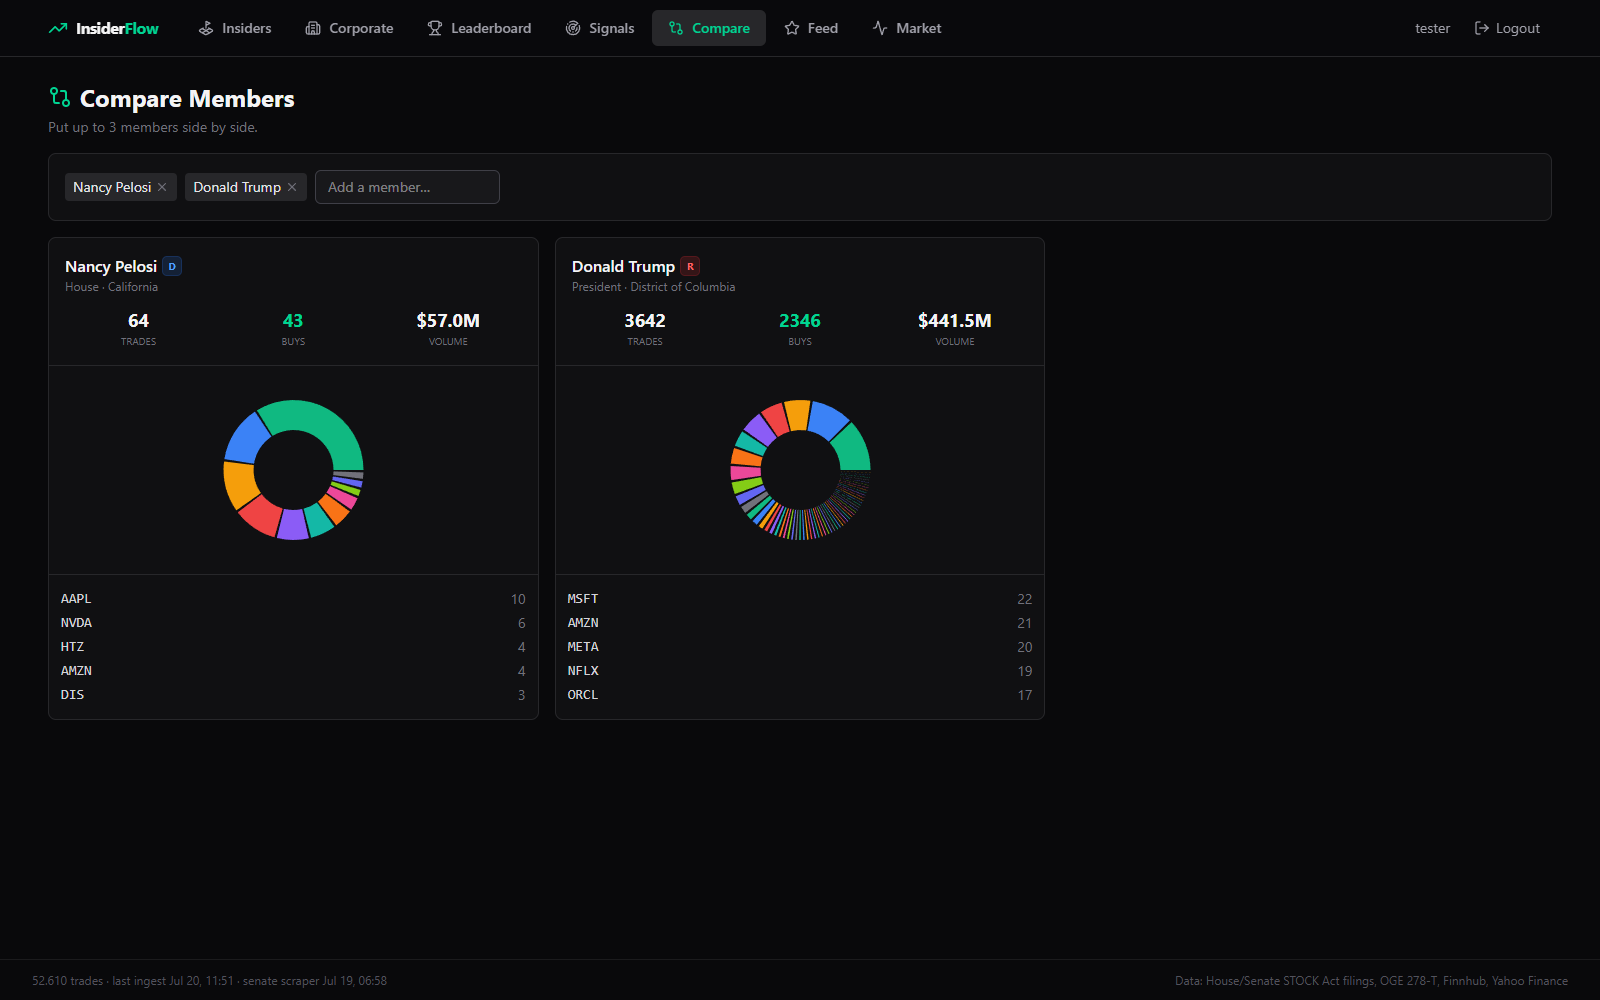 InsiderFlow Insiders Corporate Leaderboard Signals Compare Feed Market tester Logout
Compare Members
Put up to 3 members side by side.
Nancy Pelosi × Donald Trump × Add a member...
Nancy Pelosi D
House · California
64 43 $57.0M
TRADES BUYS VOLUME
AAPL 10
NVDA 6
HTZ 4
AMZN 4
DIS 3
Donald Trump R
President · District of Columbia
3642 2346 $441.5M
TRADES BUYS VOLUME
MSFT 22
AMZN 21
META 20
NFLX 19
ORCL 17
52.610 trades · last ingest Jul 20, 11:51 · senate scraper Jul 19, 06:58
Data: House/Senate STOCK Act filings, OGE 278-T, Finnhub, Yahoo Finance